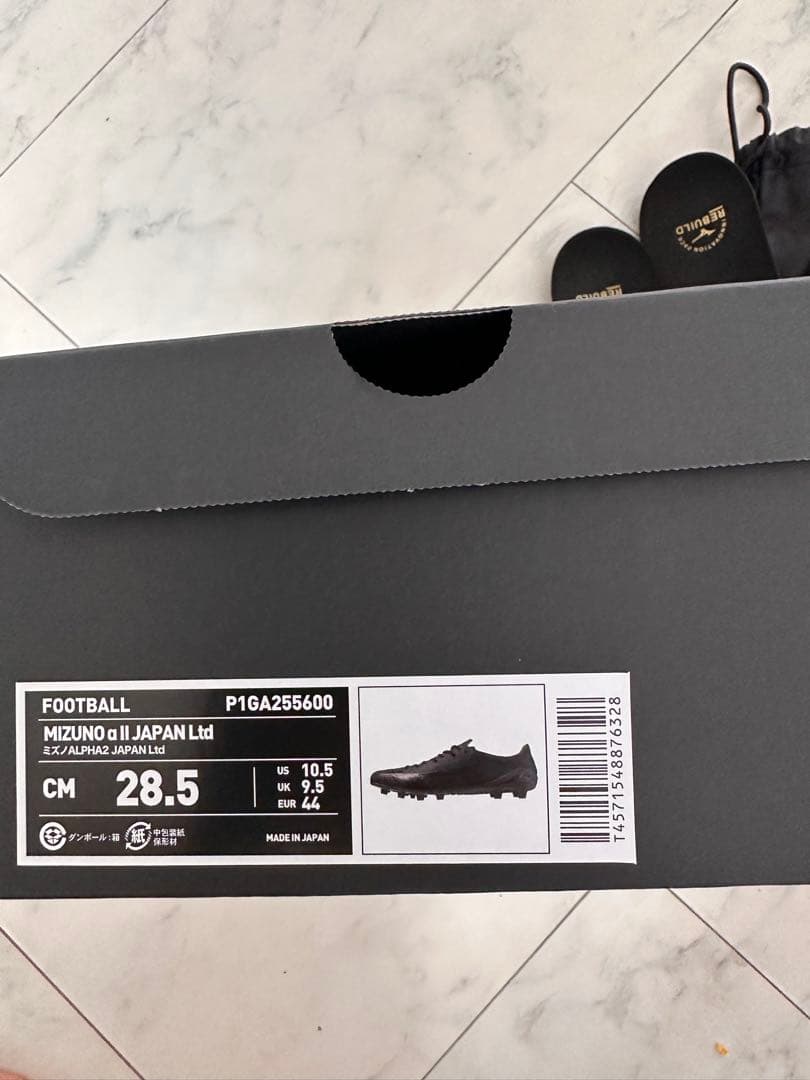 REBUILD
INNOVATION
REBUILD
FOOTBALL P1GA255600
MIZUNO α II JAPAN Ltd
ミズノALPHA2 JAPAN Ltd
CM 28.5
US 10.5
UK 9.5
EUR 44
ダンボール:箱
紙
中包装紙
保形材
MADE IN JAPAN
T4571548876328